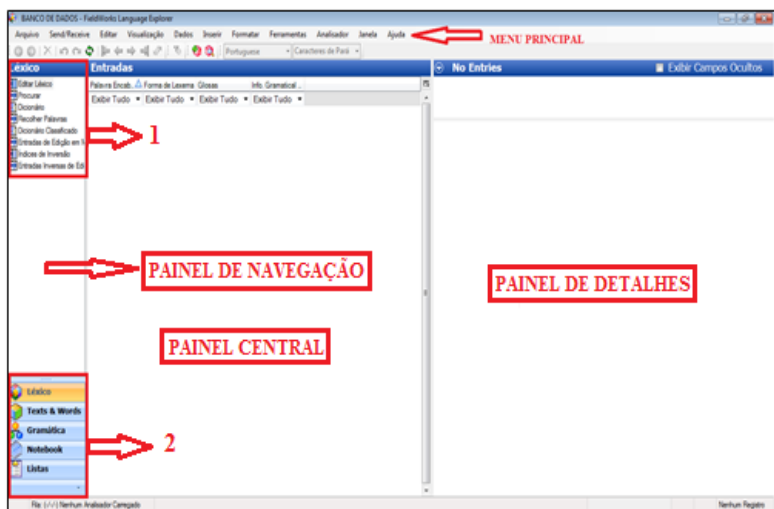 BANCO DE DADOS - FieldWorks Language Explorer
Arquivo Send/Receive Editar Visualização Dados Inserir Formatar Ferramentas Analisador Janela Ajuda
MENU PRINCIPAL
Portuguese Caracteres de Pará
Léxico Entradas No Entries Exibir Campos Ocultos
Editar Léxico
Palavra Encab. Forma de Lexema Glosas Info. Gramatical ..
Procurar
Exibir Tudo Exibir Tudo Exibir Tudo Exibir Tudo
Dicionário
Recolher Palavras
Dicionário Classificado
1
Entradas de Edição em M
Índices de Inversão
Entradas Inversas de Edi
PAINEL DE NAVEGAÇÃO
PAINEL DE DETALHES
PAINEL CENTRAL
Léxico
Texts & Words
Gramática
2
Notebook
Listas
Fila: (-/-/-) Nenhum Analisador Carregado Nenhum Registro